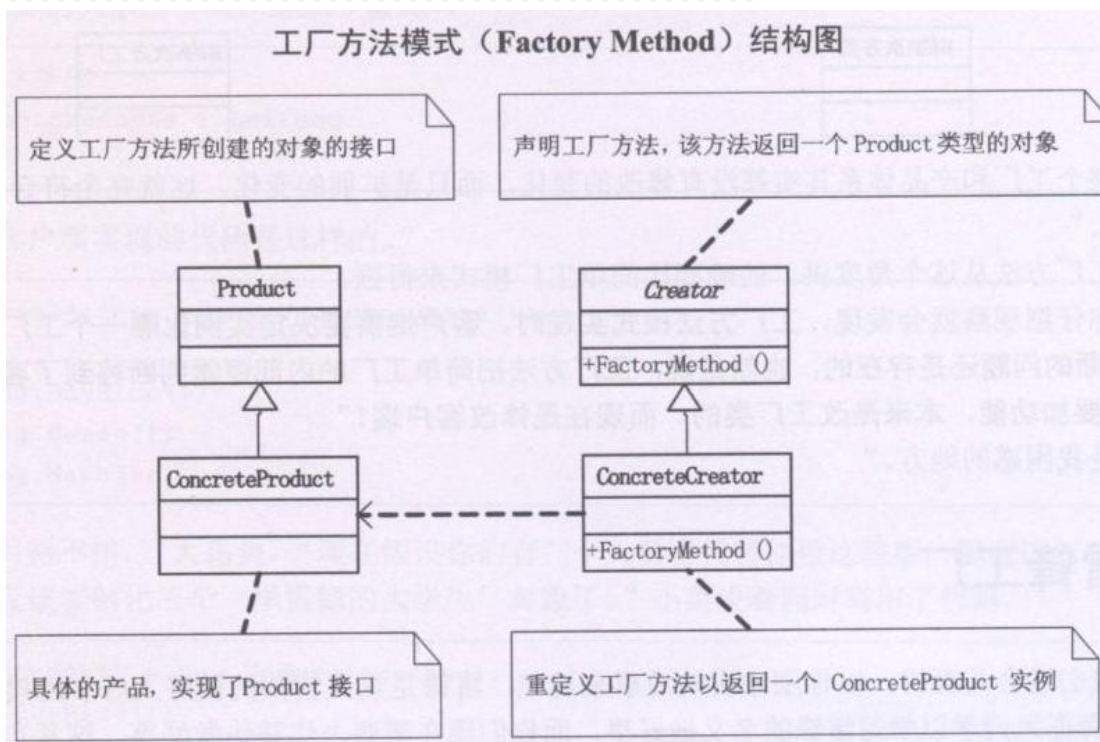 工厂方法模式（Factory Method）结构图
定义工厂方法所创建的对象的接口
声明工厂方法，该方法返回一个 Product 类型的对象
Product
Creator
+FactoryMethod ()
ConcreteProduct
ConcreteCreator
+FactoryMethod ()
具体的产品，实现了Product 接口
重定义工厂方法以返回一个 ConcreteProduct 实例